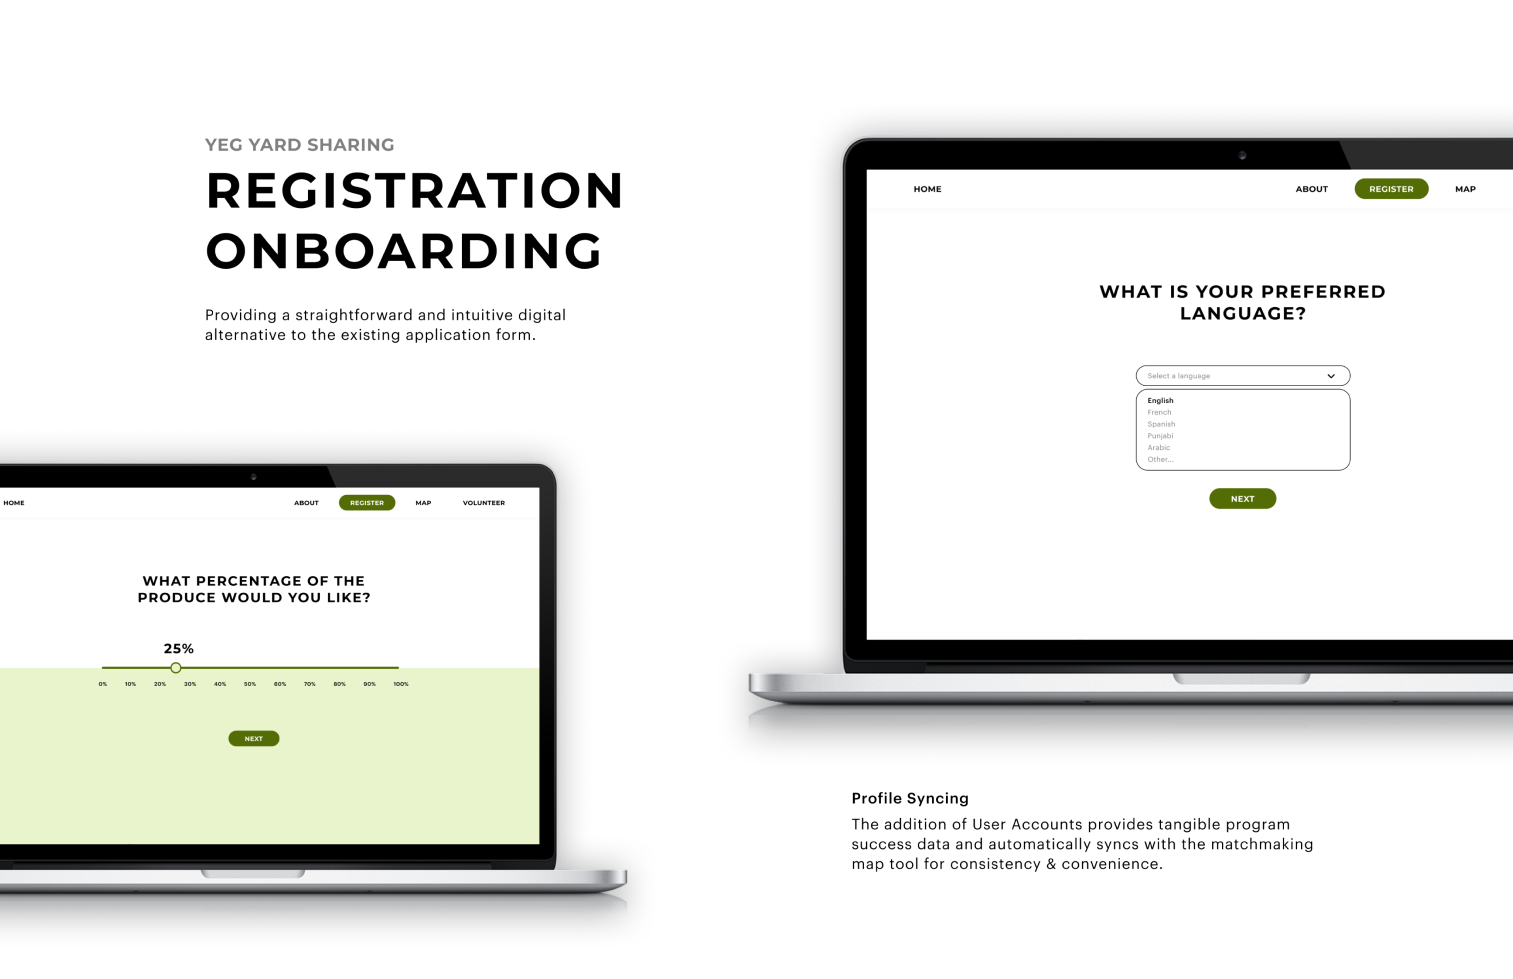 YEG YARD SHARING
REGISTRATION
ONBOARDING
Providing a straightforward and intuitive digital
alternative to the existing application form.
HOME
ABOUT
REGISTER
MAP
WHAT IS YOUR PREFERRED
LANGUAGE?
Select a language
English
French
Spanish
Punjabi
Arabic
Other...
NEXT
HOME
ABOUT
REGISTER
MAP
VOLUNTEER
WHAT PERCENTAGE OF THE
PRODUCE WOULD YOU LIKE?
25%
0% 10% 20% 30% 40% 50% 60% 70% 80% 90% 100%
NEXT
Profile Syncing
The addition of User Accounts provides tangible program
success data and automatically syncs with the matchmaking
map tool for consistency & convenience.